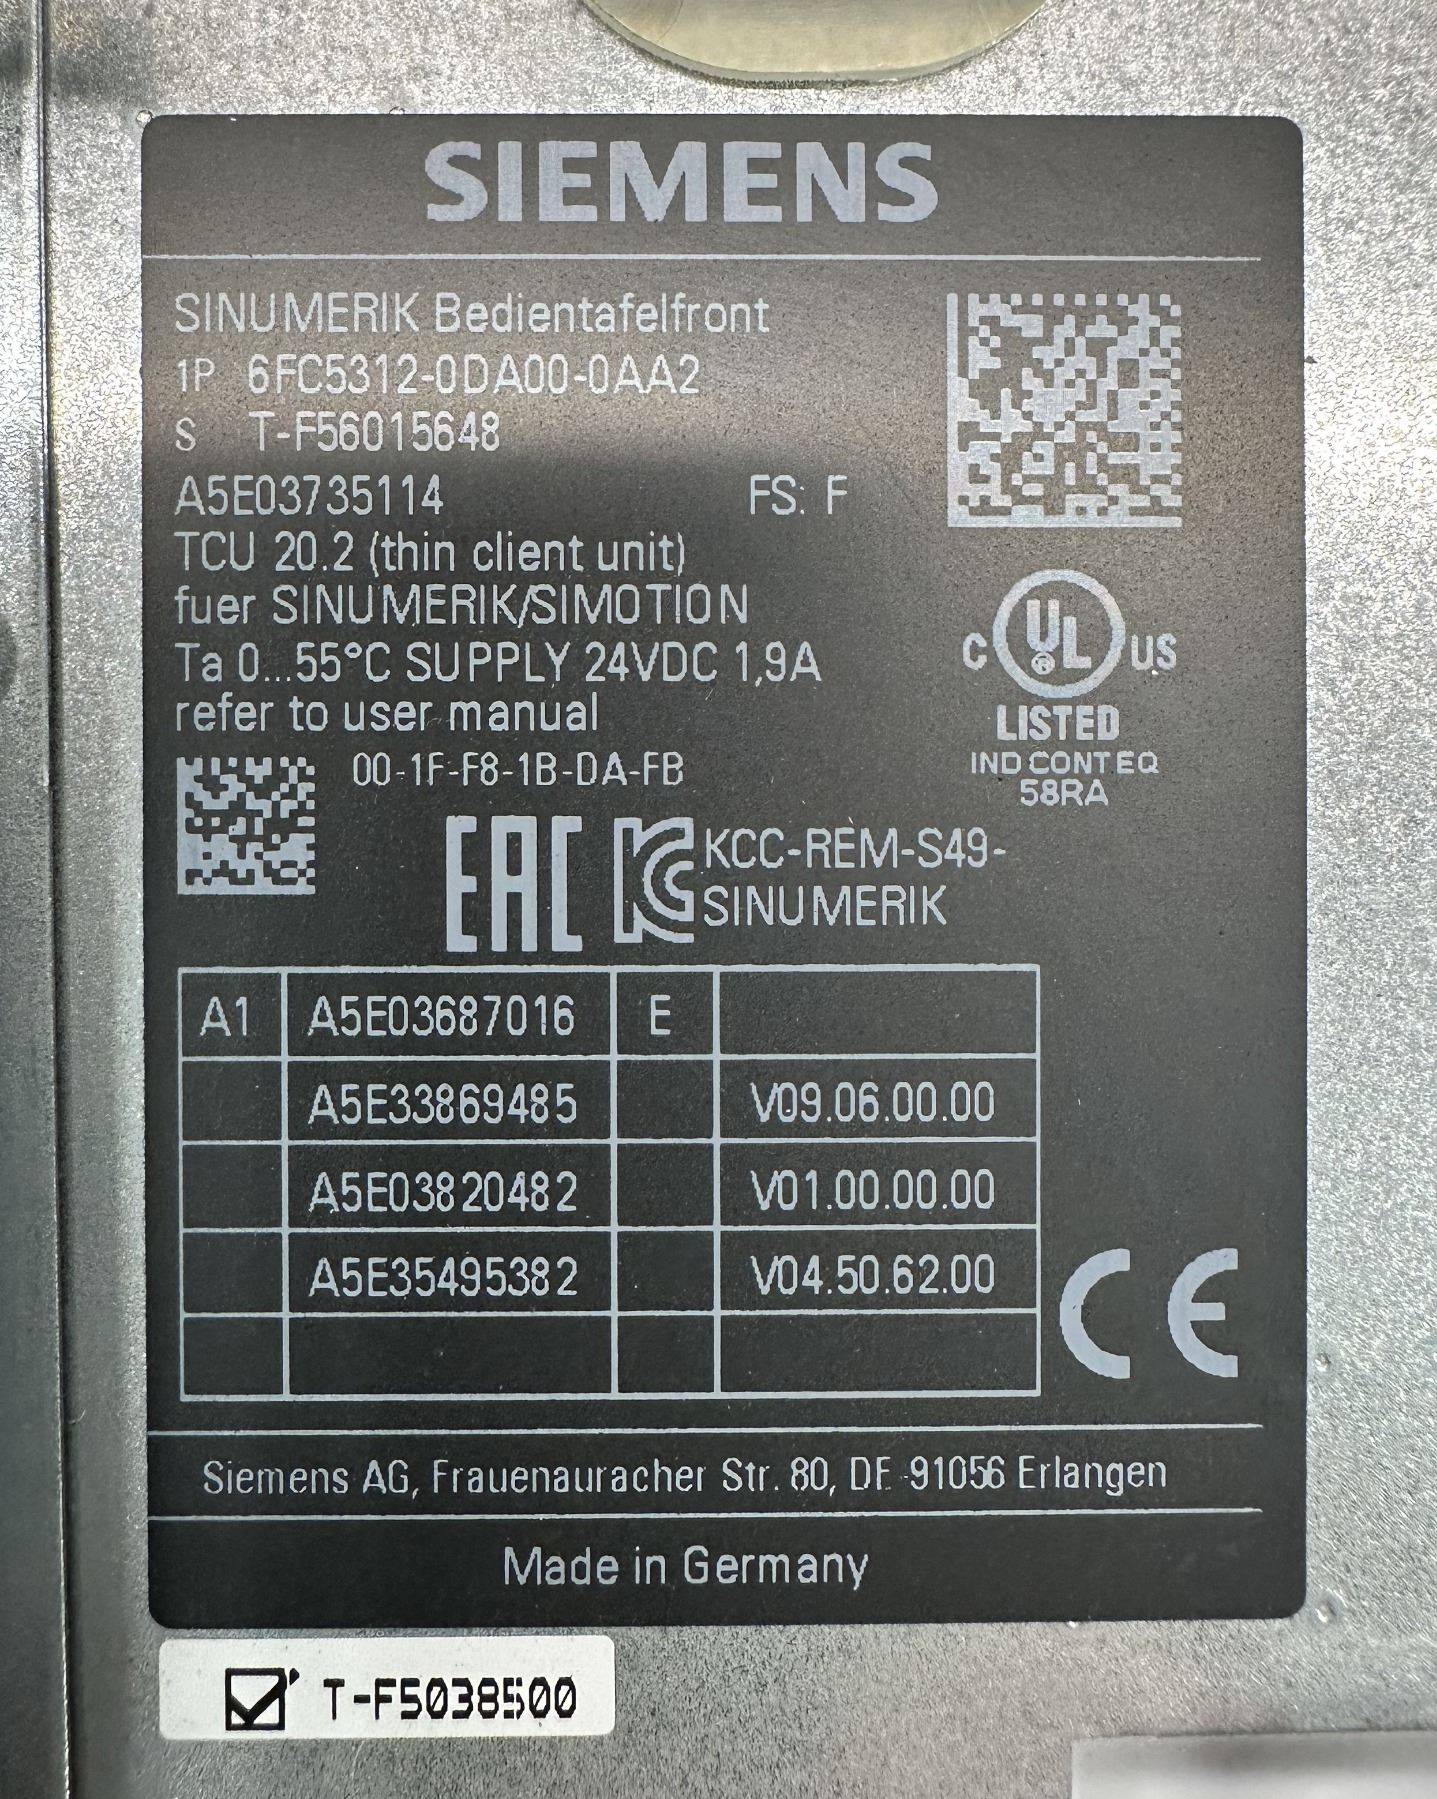 SIEMENS
SINUMERIK Bedientafelfront
1P 6FC5312-0DA00-0AA2
S T-F56015648
A5E03735114 FS: F
TCU 20.2 (thin client unit)
fuer SINUMERIK/SIMOTION
Ta 0...55°C SUPPLY 24VDC 1,9A
refer to user manual
C UL ® US
LISTED
IND CONT EQ
58RA
00-1F-F8-1B-DA-FB
EAC KC KCC-REM-S49-
SINUMERIK
A1 A5E03687016 E
A5E33869485 V09.06.00.00
A5E03820482 V01.00.00.00
A5E35495382 V04.50.62.00
CE
Siemens AG, Frauenauracher Str. 80, DE-91056 Erlangen
Made in Germany
T-F5038500